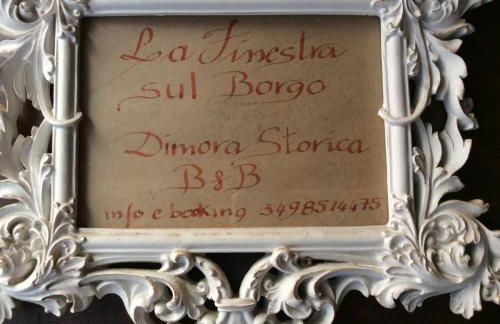 La Finestra
sul Borgo
Dimora Storica
B&B
info e booking 3498514475